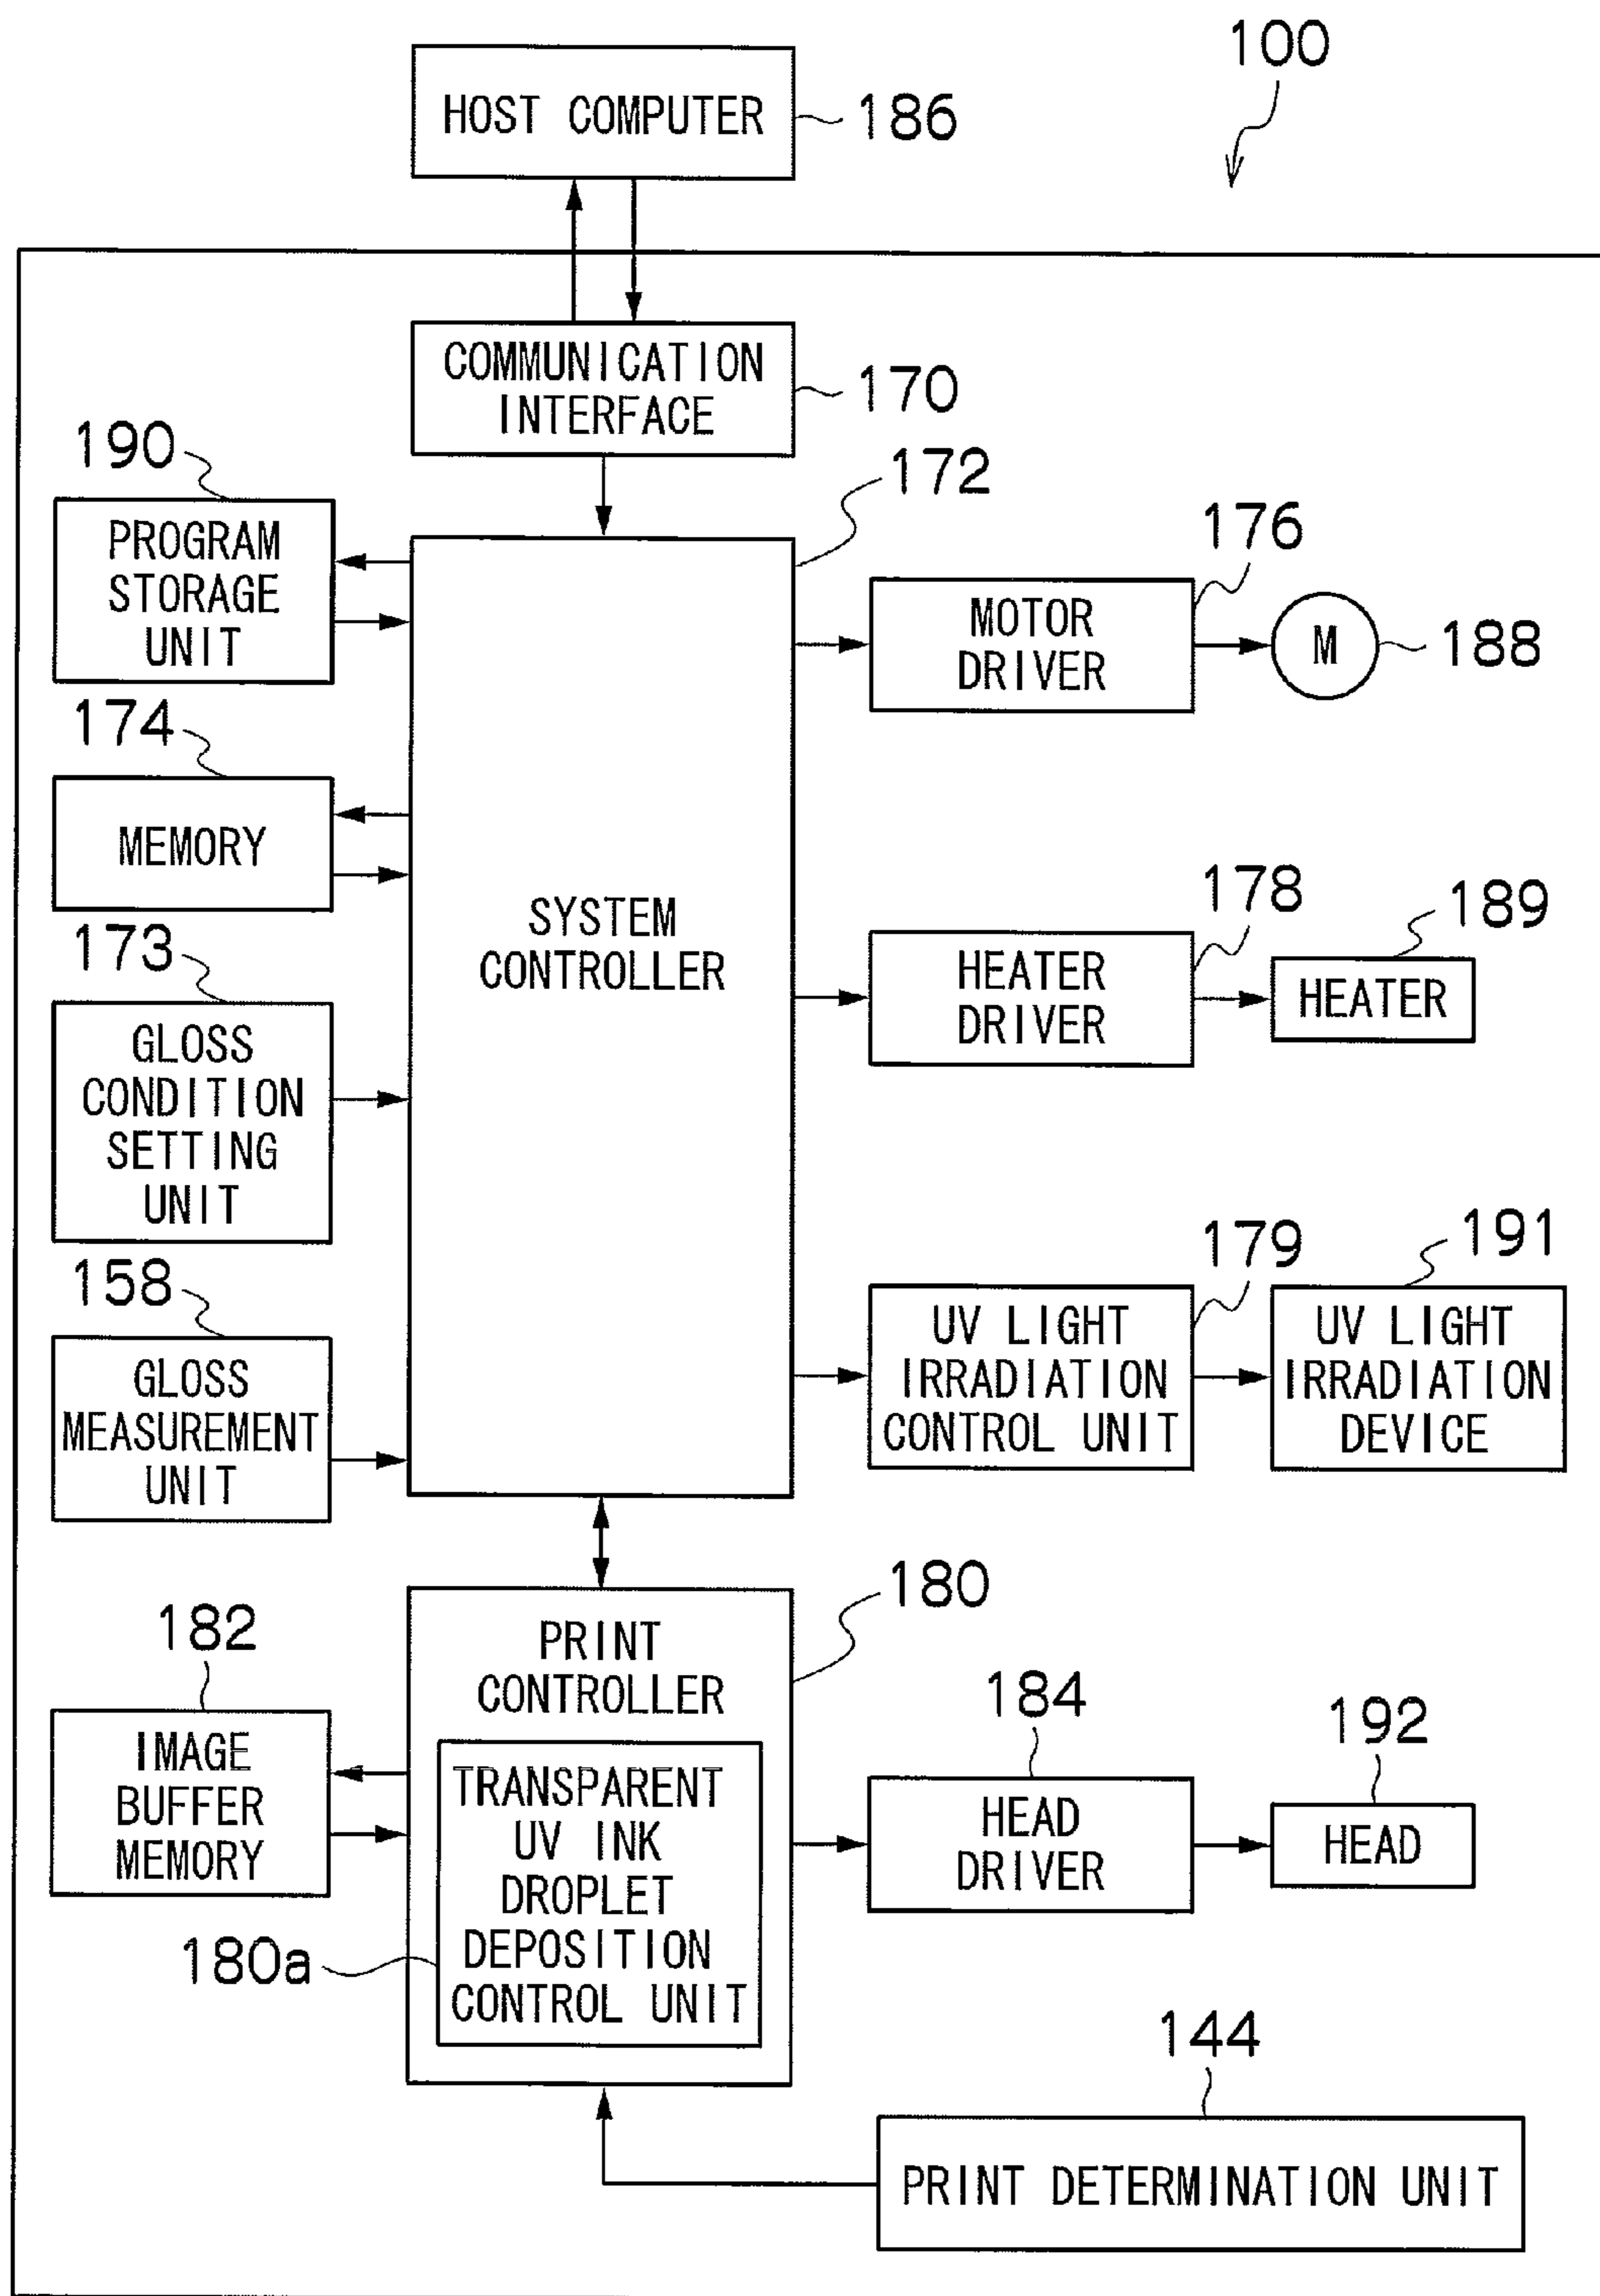 100
HOST COMPUTER
186
COMMUNICATION
INTERFACE
170
190
172
PROGRAM
STORAGE
UNIT
176
MOTOR
DRIVER
M
188
174
MEMORY
SYSTEM
CONTROLLER
178
189
HEATER
DRIVER
HEATER
173
GLOSS
CONDITION
SETTING
UNIT
179
191
UV LIGHT
IRRADIATION
CONTROL UNIT
UV LIGHT
IRRADIATION
DEVICE
158
GLOSS
MEASUREMENT
UNIT
180
PRINT
CONTROLLER
182
IMAGE
BUFFER
MEMORY
TRANSPARENT
UV INK
DROPLET
DEPOSITION
CONTROL UNIT
180a
184
HEAD
DRIVER
192
HEAD
144
PRINT DETERMINATION UNIT